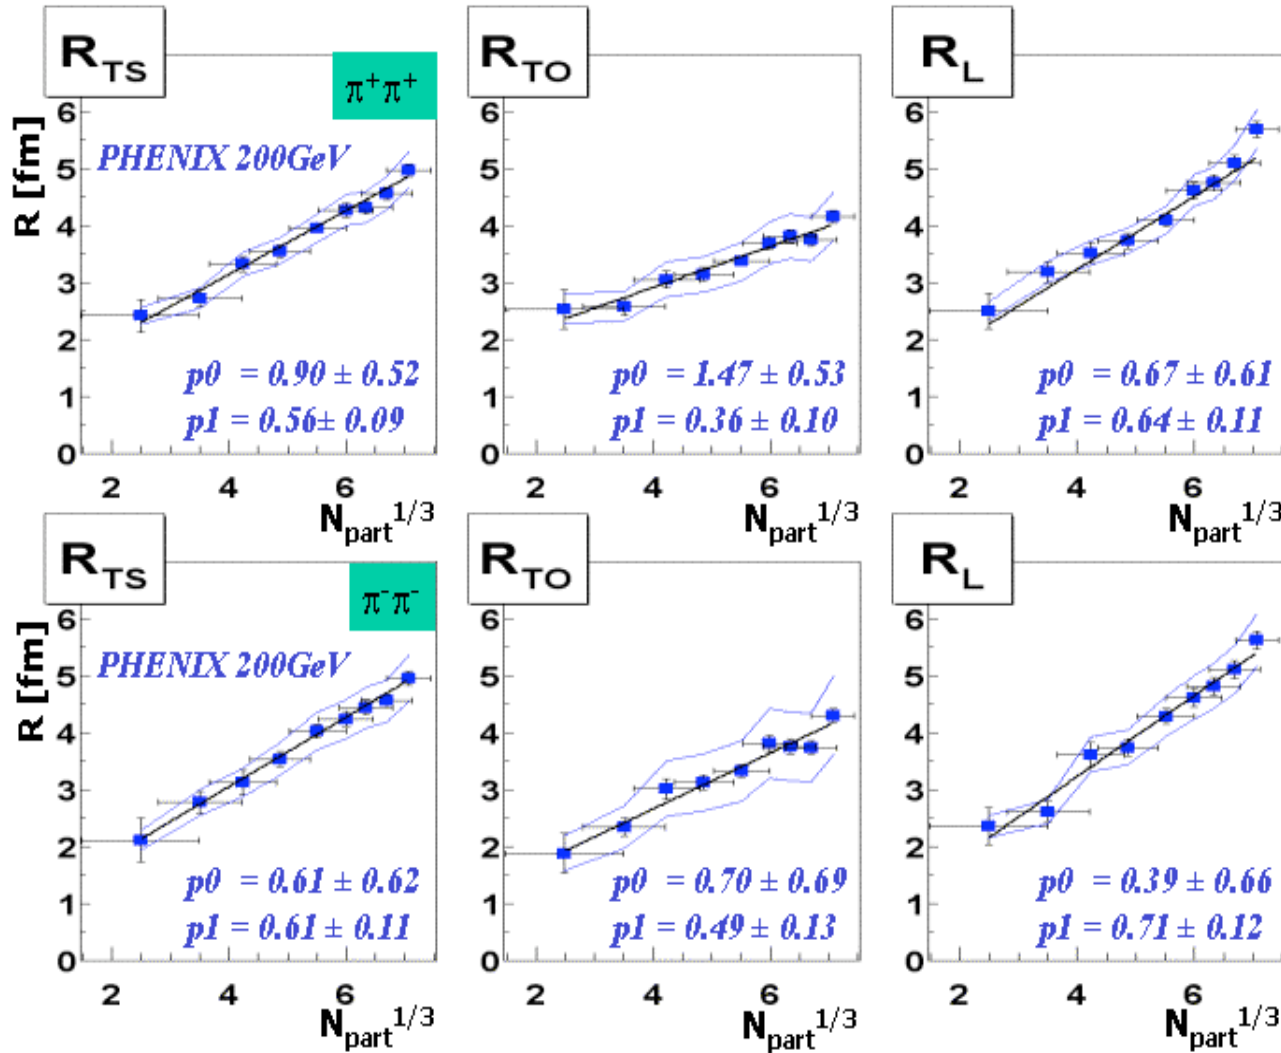 R_TS
R_TO
R_L
π⁺π⁺
PHENIX 200GeV
R [fm]
6
5
4
3
2
1
0
6
5
4
3
2
1
0
6
5
4
3
2
1
0
p0 = 0.90 ± 0.52
p1 = 0.56± 0.09
p0 = 1.47 ± 0.53
p1 = 0.36 ± 0.10
p0 = 0.67 ± 0.61
p1 = 0.64 ± 0.11
2 4 6
2 4 6
2 4 6
N_part^1/3
N_part^1/3
N_part^1/3
R_TS
R_TO
R_L
π⁻π⁻
PHENIX 200GeV
R [fm]
6
5
4
3
2
1
0
6
5
4
3
2
1
0
6
5
4
3
2
1
0
p0 = 0.61 ± 0.62
p1 = 0.61 ± 0.11
p0 = 0.70 ± 0.69
p1 = 0.49 ± 0.13
p0 = 0.39 ± 0.66
p1 = 0.71 ± 0.12
2 4 6
2 4 6
2 4 6
N_part^1/3
N_part^1/3
N_part^1/3